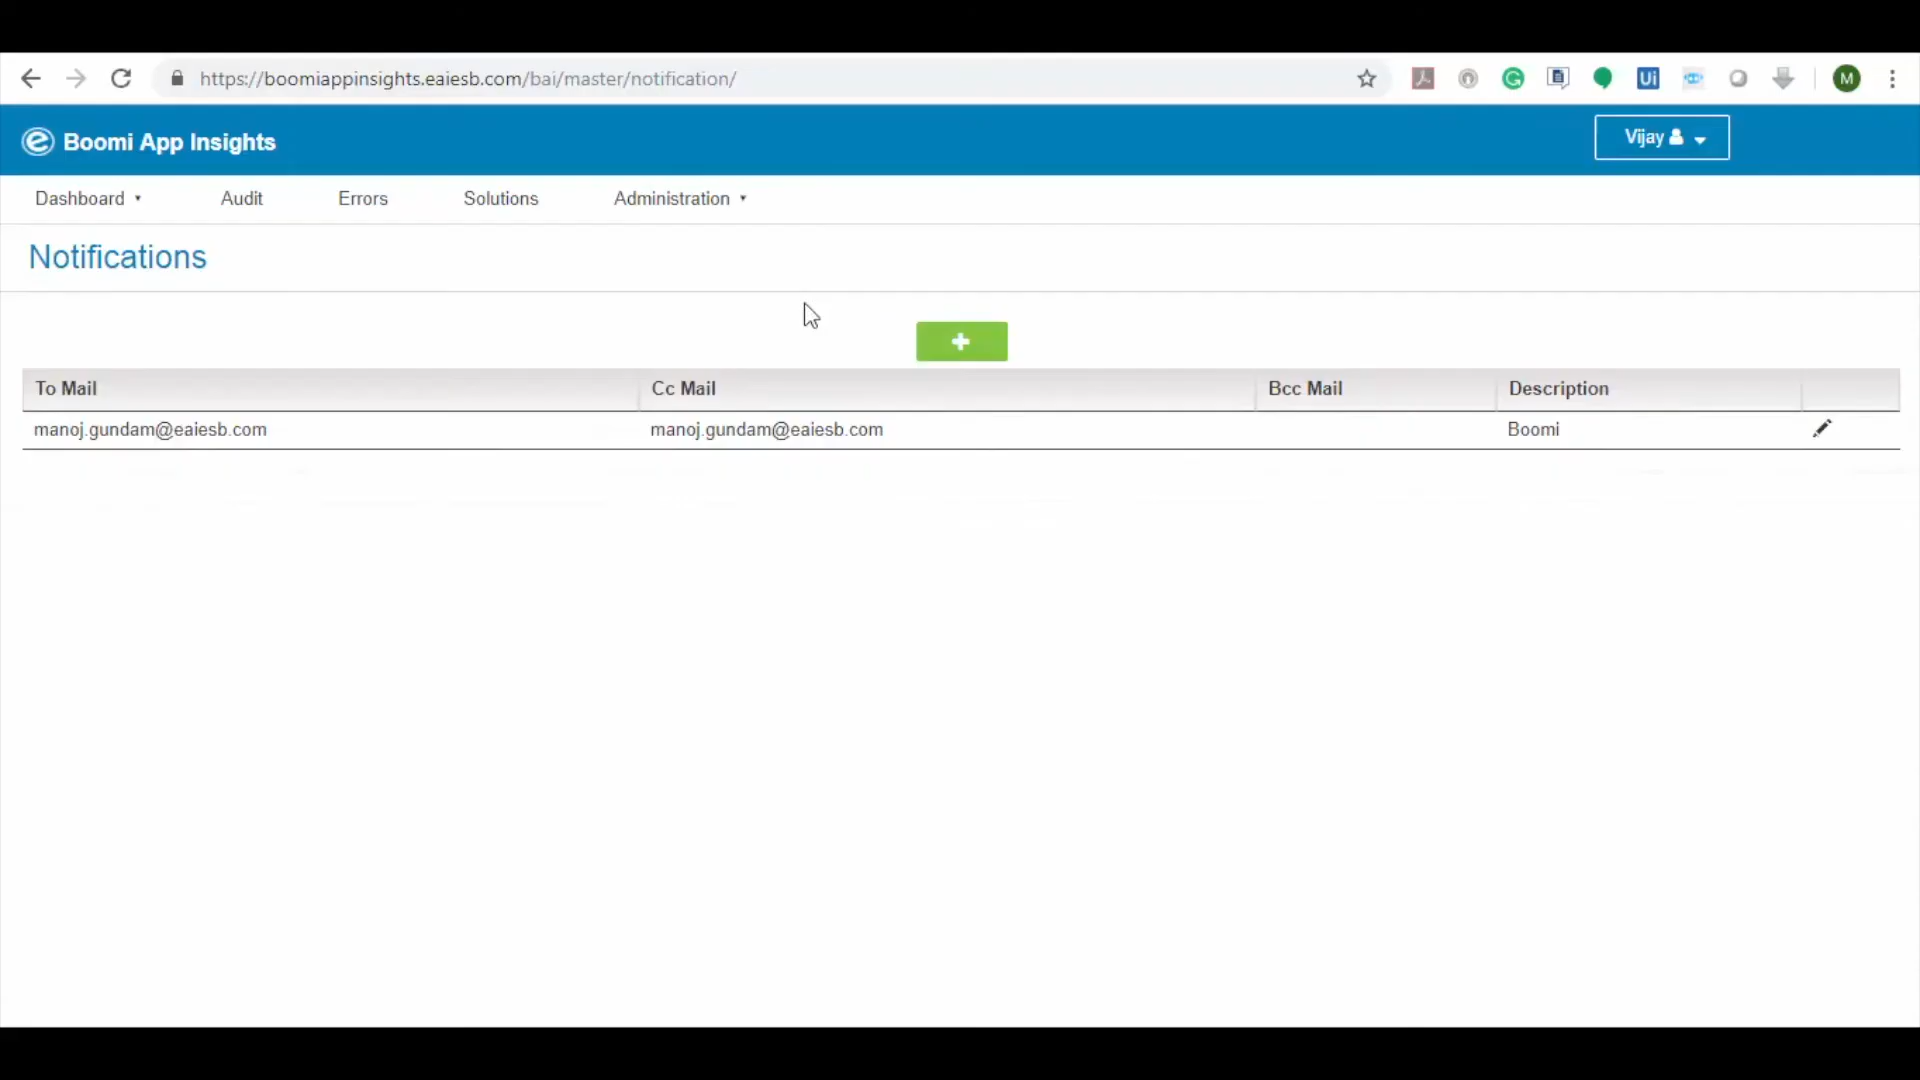 https://boomiappinsights.eaiesb.com/bai/master/notification/
Ui
M
e Boomi App Insights
Vijay
Dashboard
Audit
Errors
Solutions
Administration
Notifications
To Mail
Cc Mail
Bcc Mail
Description
manoj.gundam@eaiesb.com
manoj.gundam@eaiesb.com
Boomi